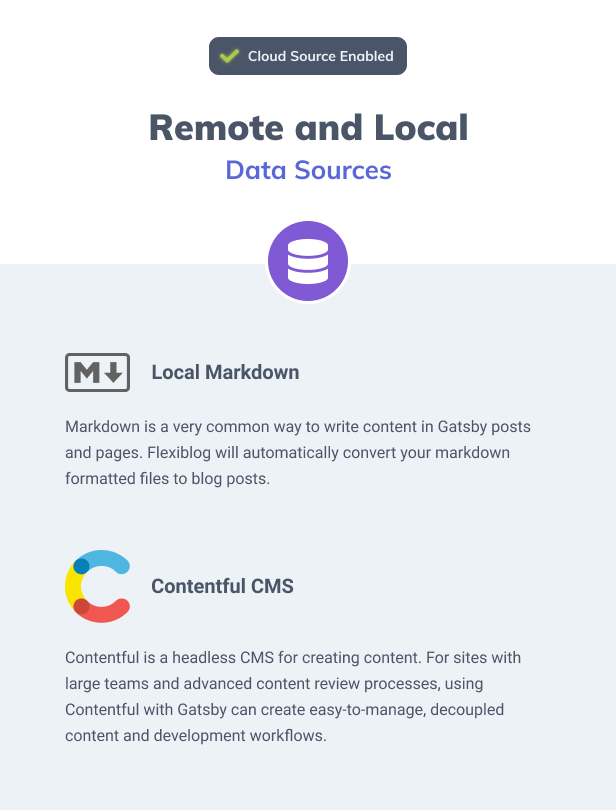 Cloud Source Enabled
Remote and Local
Data Sources
M
Local Markdown
Markdown is a very common way to write content in Gatsby posts
and pages. Flexiblog will automatically convert your markdown
formatted files to blog posts.
Contentful CMS
Contentful is a headless CMS for creating content. For sites with
large teams and advanced content review processes, using
Contentful with Gatsby can create easy-to-manage, decoupled
content and development workflows.